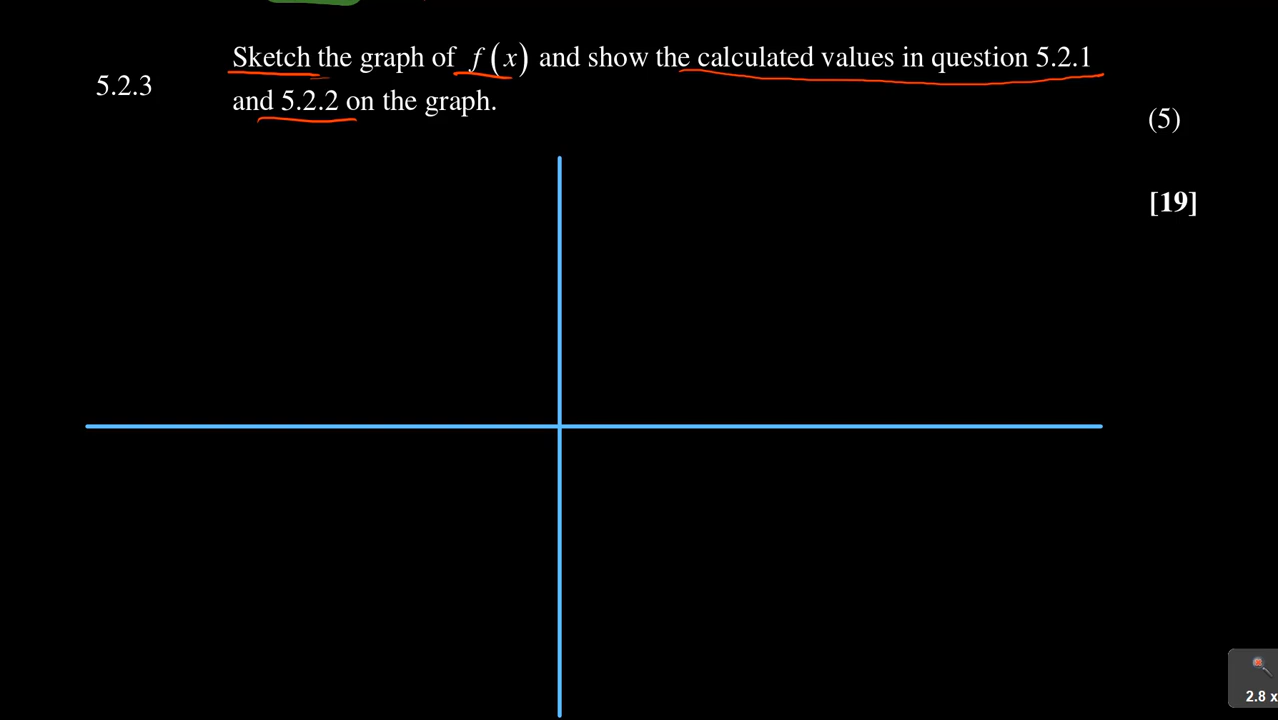 5.2.3
Sketch the graph of f(x) and show the calculated values in question 5.2.1
and 5.2.2 on the graph.
(5)
[19]
2.8 x